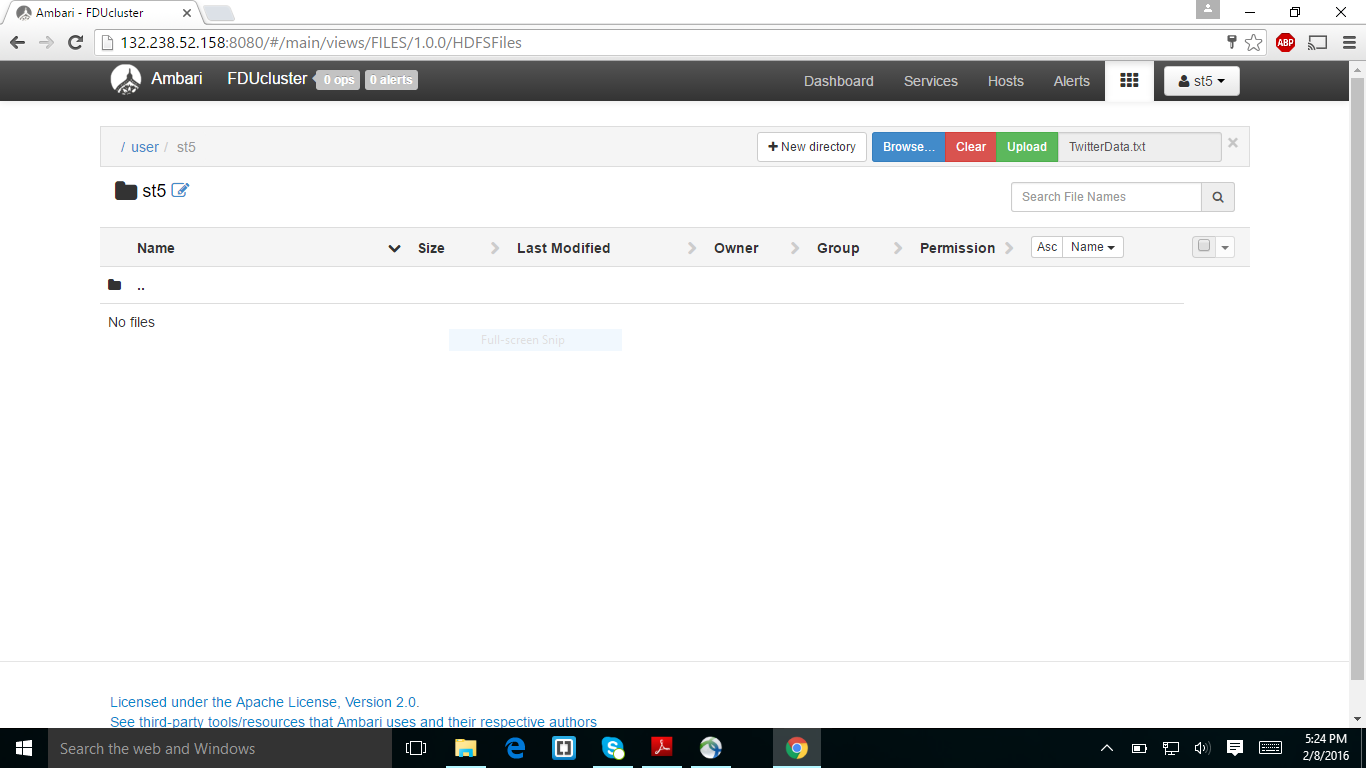 Ambari - FDUcluster
132.238.52.158:8080/#/main/views/FILES/1.0.0/HDFSFiles
ABP
Ambari FDUcluster 0 ops 0 alerts Dashboard Services Hosts Alerts st5
/ user / st5 New directory Browse... Clear Upload TwitterData.txt
st5 Search File Names
Name Size Last Modified Owner Group Permission Asc Name
..
No files
Full-screen Snip
Licensed under the Apache License, Version 2.0.
See third-party tools/resources that Ambari uses and their respective authors
Search the web and Windows
5:24 PM
2/8/2016